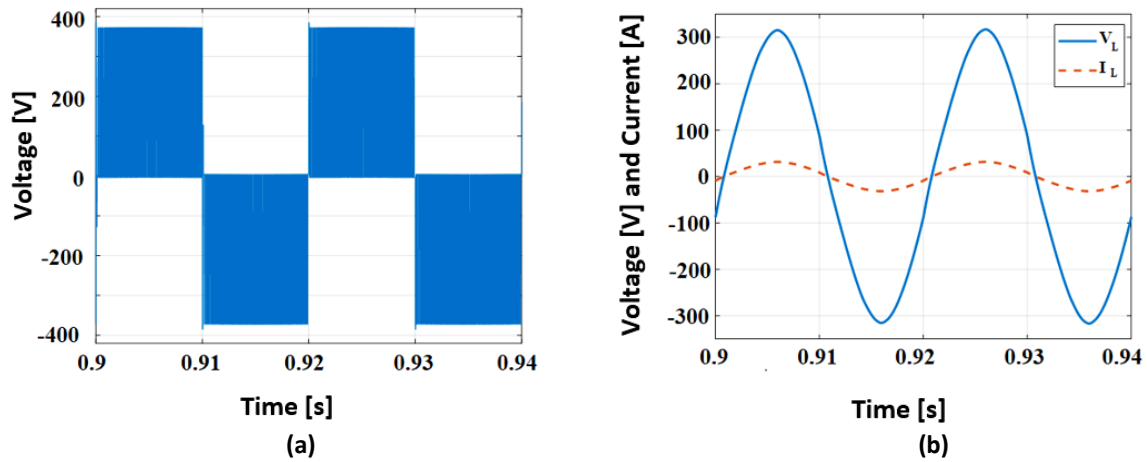 400
200
0
-200
-400
Voltage [V]
0.9 0.91 0.92 0.93 0.94
Time [s]
(a)
300
200
100
0
-100
-200
-300
Voltage [V] and Current [A]
V L
I L
0.9 0.91 0.92 0.93 0.94
Time [s]
(b)